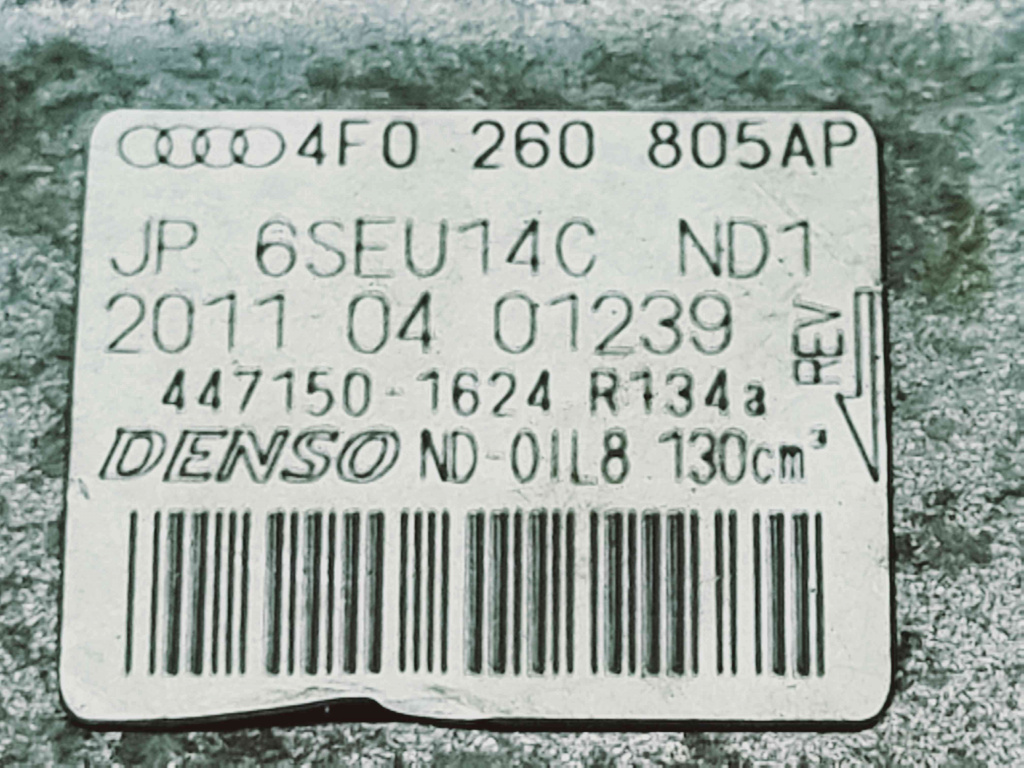 4F0 260 805AP
JP 6SEU14C ND1
2011 04 01239
447150-1624 R134a
REV
DENSO ND-OIL8 130cm³